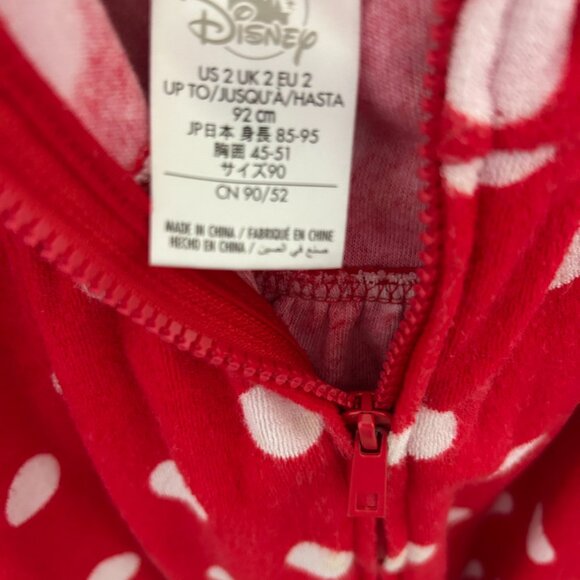 Disney
US 2 UK 2 EU 2
UP TO/JUSQU'À/HASTA
92 cm
JP日本 身長 85-95
胸囲 45-51
サイズ90
CN 90/52
MADE IN CHINA / FABRIQUÉ EN CHINE
HECHO EN CHINA / صنع في الصين